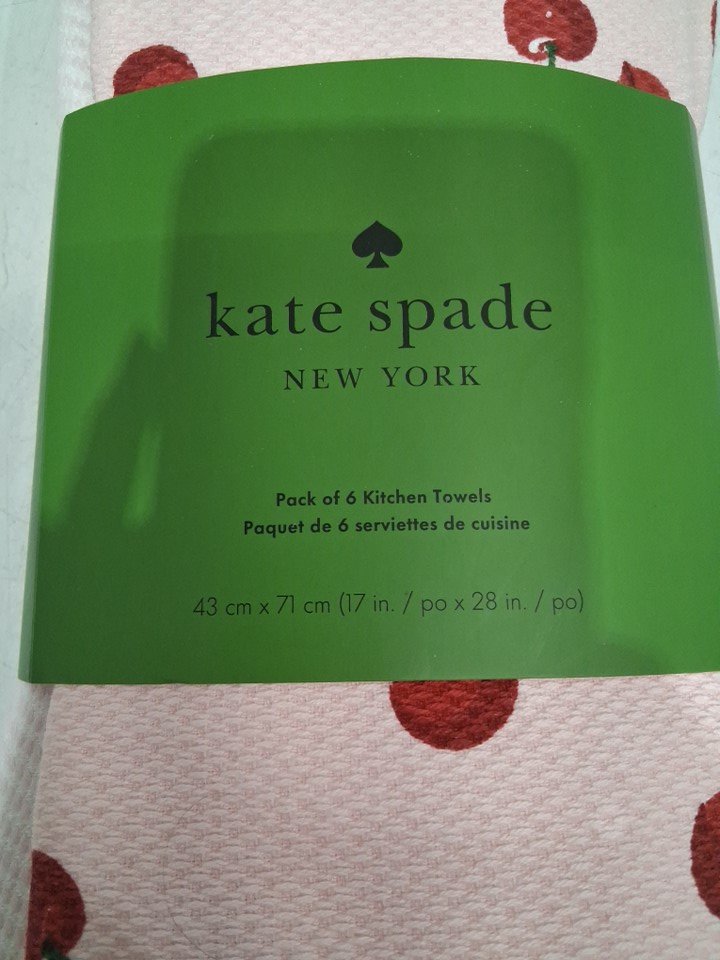 kate spade
NEW YORK
Pack of 6 Kitchen Towels
Paquet de 6 serviettes de cuisine
43 cm x 71 cm (17 in. / po x 28 in. / po)